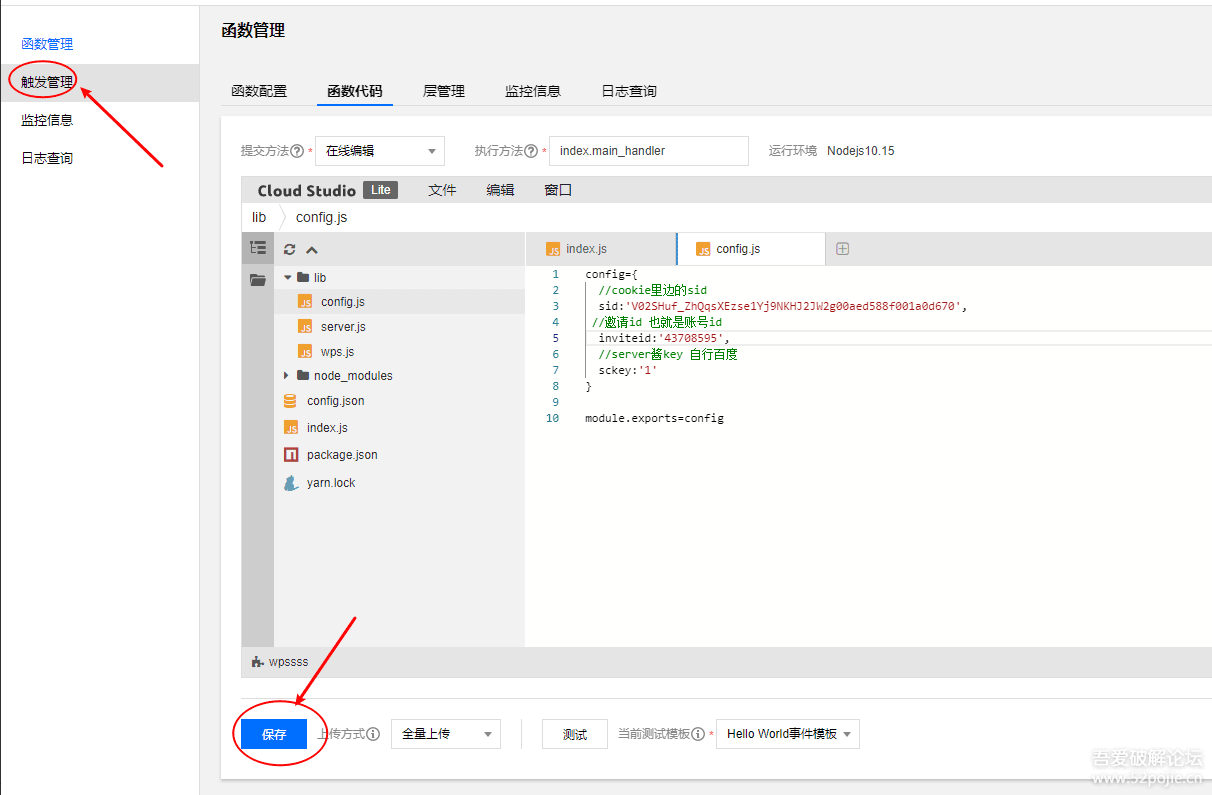 函数管理
触发管理
监控信息
日志查询
函数管理
函数配置 函数代码 层管理 监控信息 日志查询
提交方法 * 在线编辑 执行方法 * index.main_handler 运行环境 Nodejs10.15
Cloud Studio Lite 文件 编辑 窗口
lib config.js
lib
config.js
server.js
wps.js
node_modules
config.json
index.js
package.json
yarn.lock
index.js config.js
1 config={
2 //cookie里边的sid
3 sid:'V02SHuf_ZhQqsXEzse1Yj9NKHJ2JW2g00aed588f001a0d670',
4 //邀请id 也就是账号id
5 inviteid:'43708595',
6 //server酱key 自行百度
7 sckey:'1'
8 }
9
10 module.exports=config
wpssss
保存 上传方式 全量上传 测试 当前测试模板 * Hello World事件模板
吾爱破解论坛
www.52pojie.cn